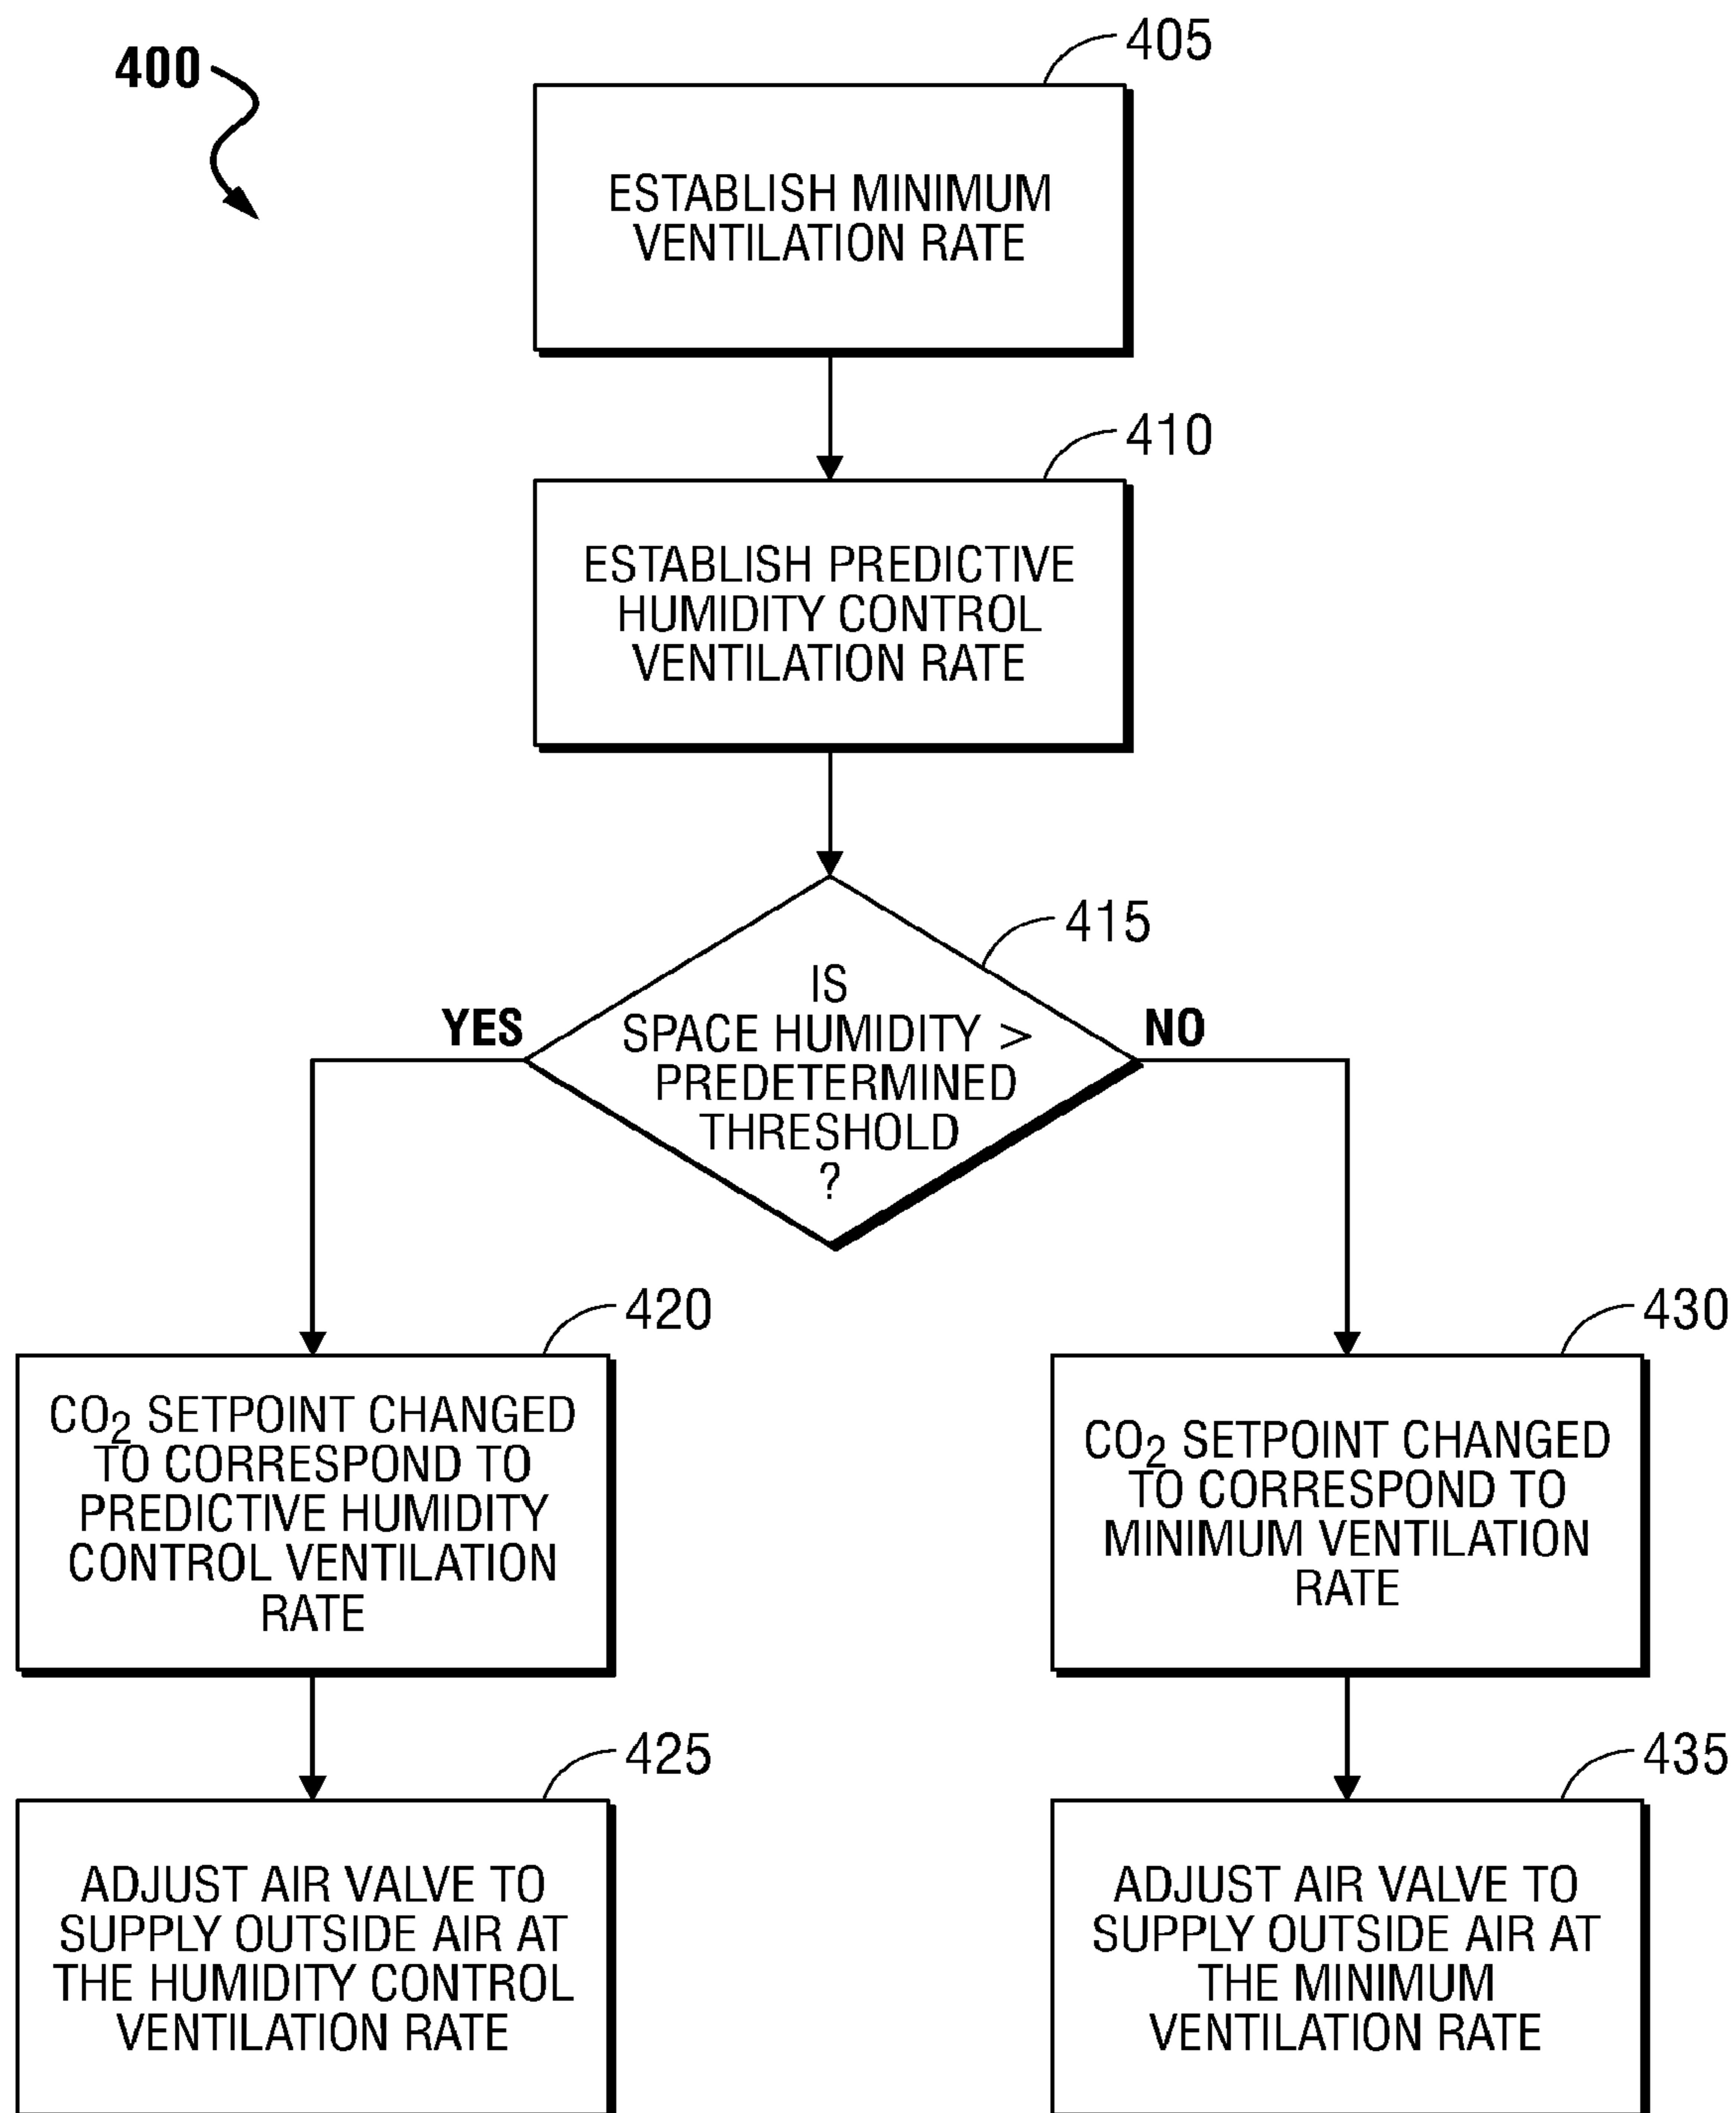 400
405
ESTABLISH MINIMUM
VENTILATION RATE
410
ESTABLISH PREDICTIVE
HUMIDITY CONTROL
VENTILATION RATE
415
IS
SPACE HUMIDITY >
PREDETERMINED
THRESHOLD
?
YES
NO
420
CO₂ SETPOINT CHANGED
TO CORRESPOND TO
PREDICTIVE HUMIDITY
CONTROL VENTILATION
RATE
430
CO₂ SETPOINT CHANGED
TO CORRESPOND TO
MINIMUM VENTILATION
RATE
425
ADJUST AIR VALVE TO
SUPPLY OUTSIDE AIR AT
THE HUMIDITY CONTROL
VENTILATION RATE
435
ADJUST AIR VALVE TO
SUPPLY OUTSIDE AIR AT
THE MINIMUM
VENTILATION RATE